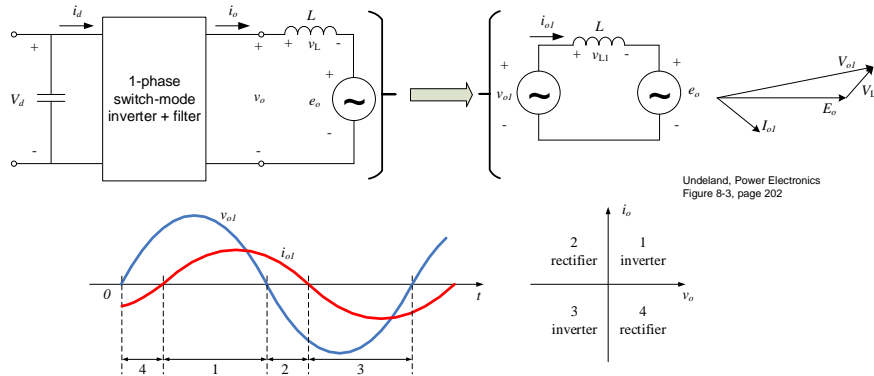 i_d
i_o
L
+ v_L -
+
V_d
-
1-phase
switch-mode
inverter + filter
+
v_o
-
+
e_o
~
-
i_o1
L
+ v_L1 -
+
v_o1
~
-
+
e_o
~
-
V_o1
V_L
E_o
I_o1
Undeland, Power Electronics
Figure 8-3, page 202
v_o1
i_o1
0
t
4 1 2 3
i_o
2 1
rectifier inverter
v_o
3 4
inverter rectifier